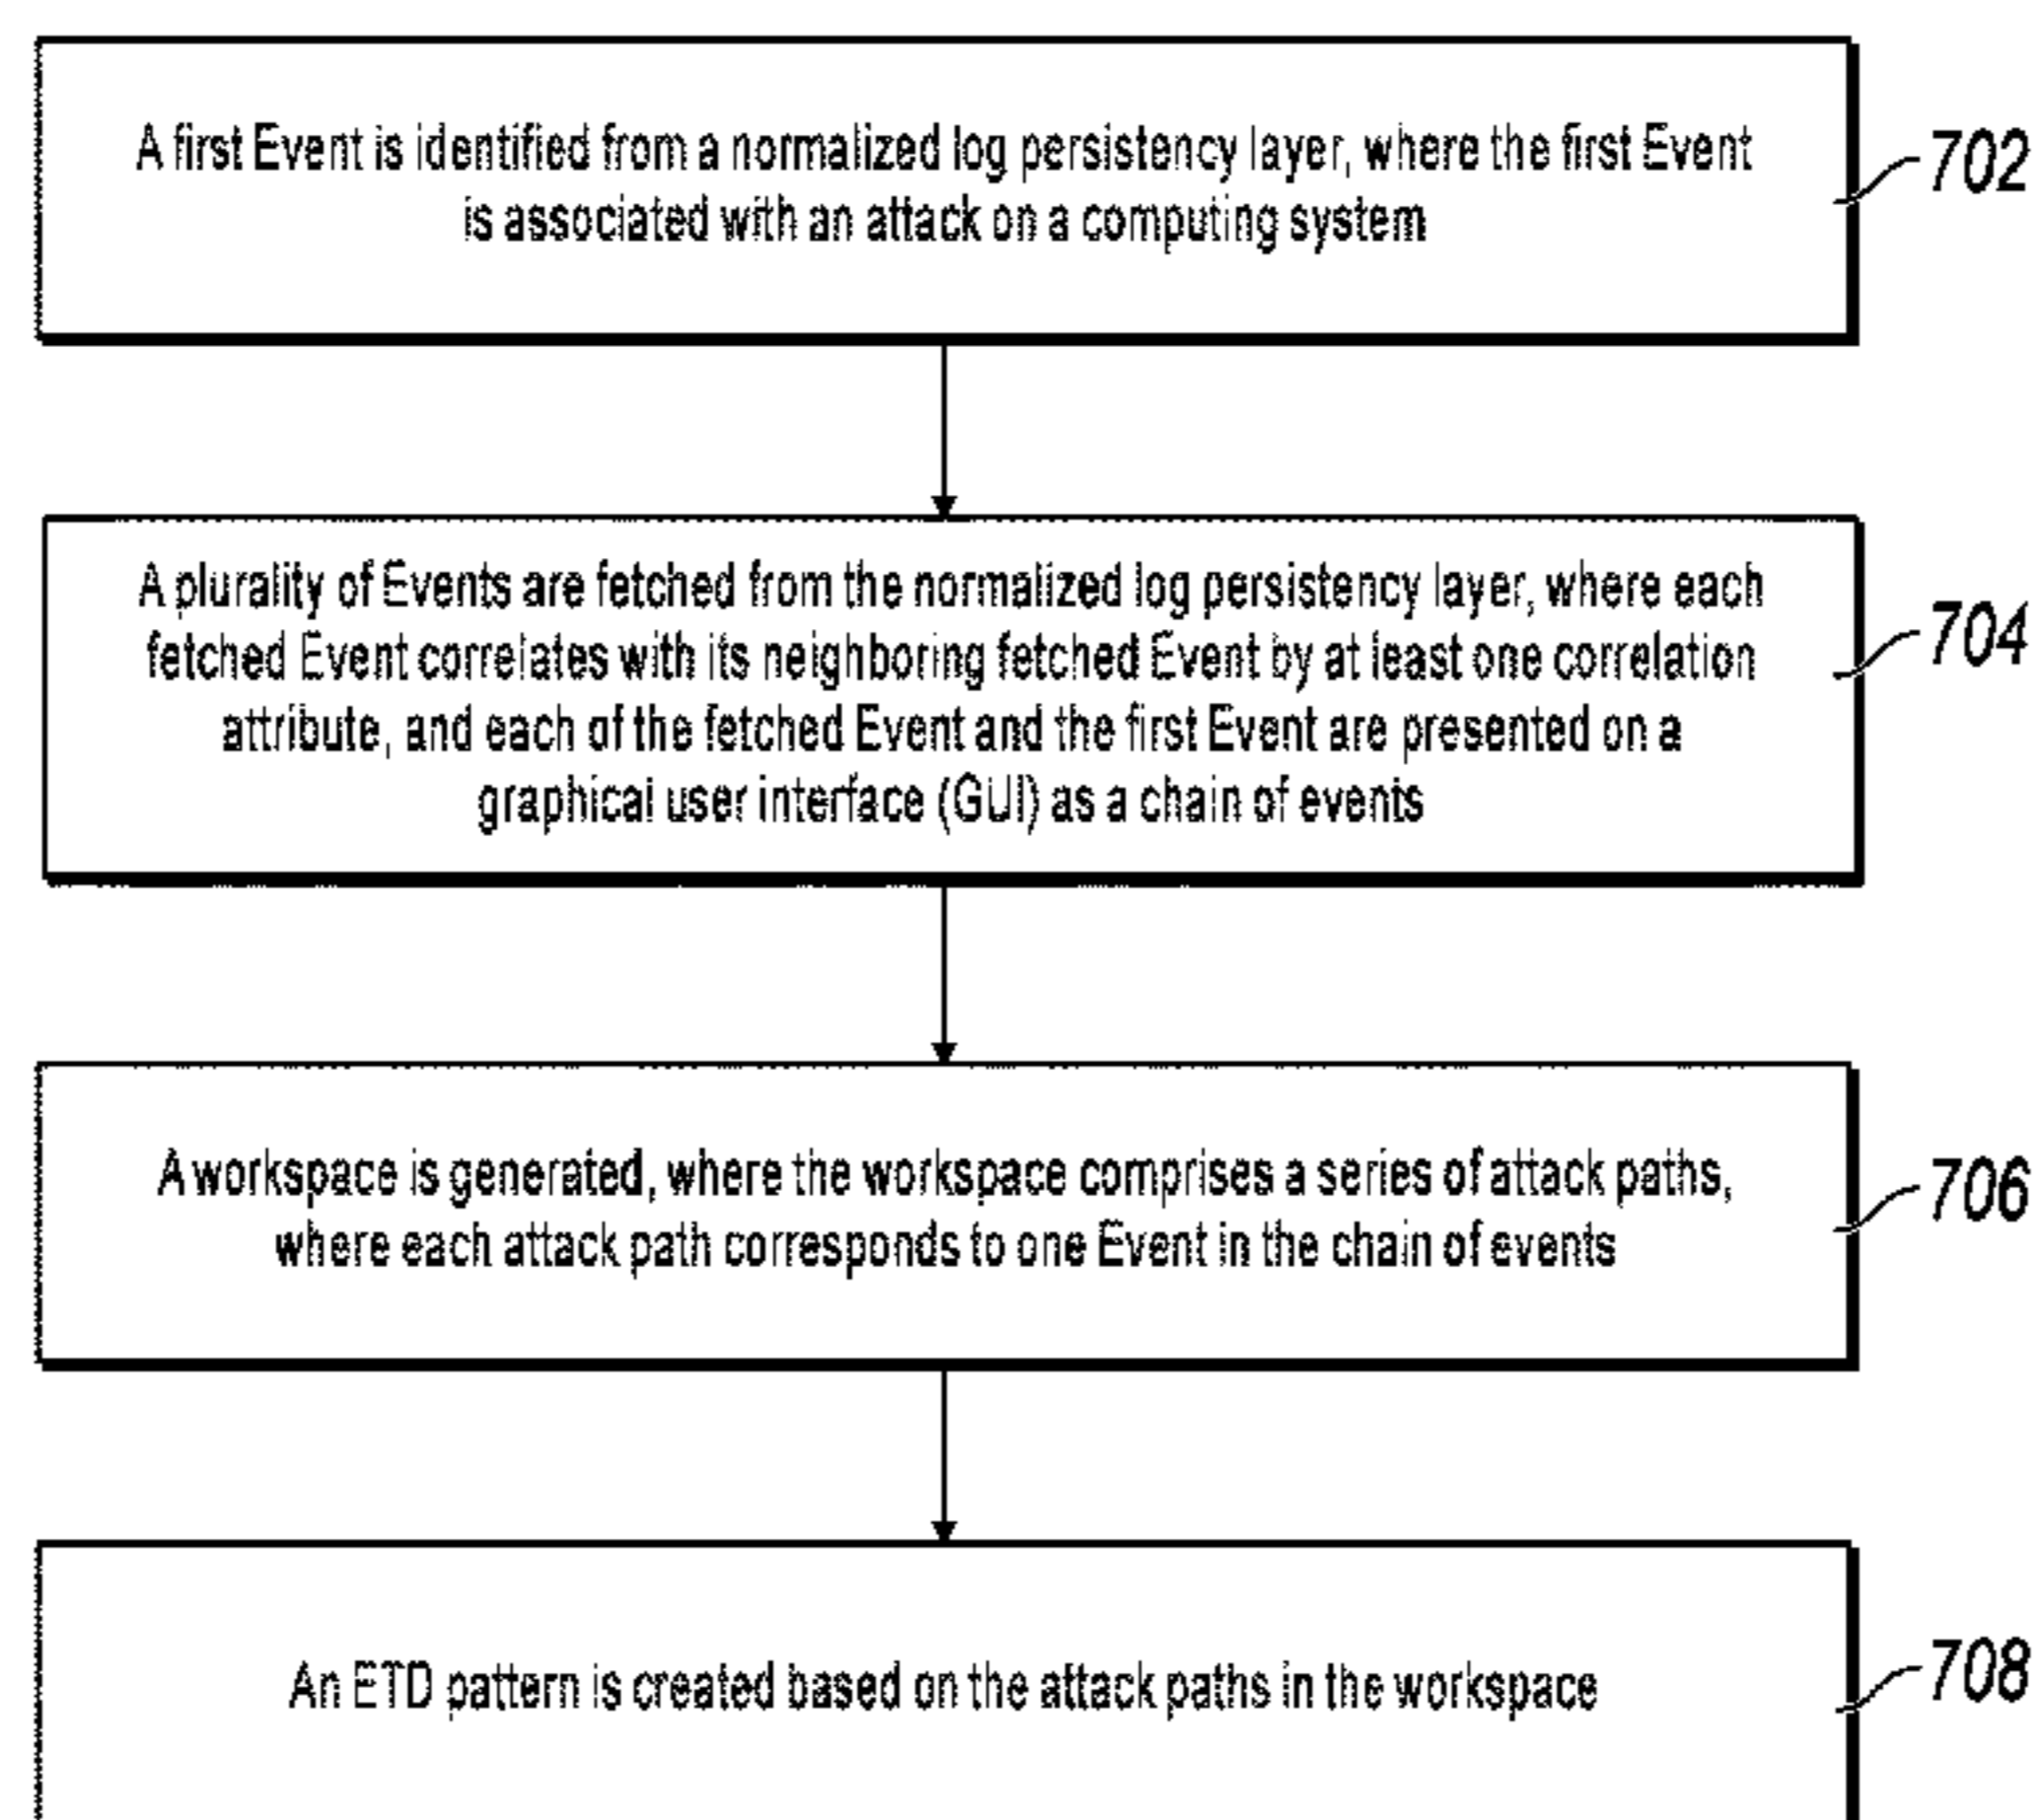 A first Event is identified from a normalized log persistency layer, where the first Event
is associated with an attack on a computing system
702
A plurality of Events are fetched from the normalized log persistency layer, where each
fetched Event correlates with its neighboring fetched Event by at least one correlation
attribute, and each of the fetched Event and the first Event are presented on a
graphical user interface (GUI) as a chain of events
704
A workspace is generated, where the workspace comprises a series of attack paths,
where each attack path corresponds to one Event in the chain of events
706
An ETD pattern is created based on the attack paths in the workspace
708